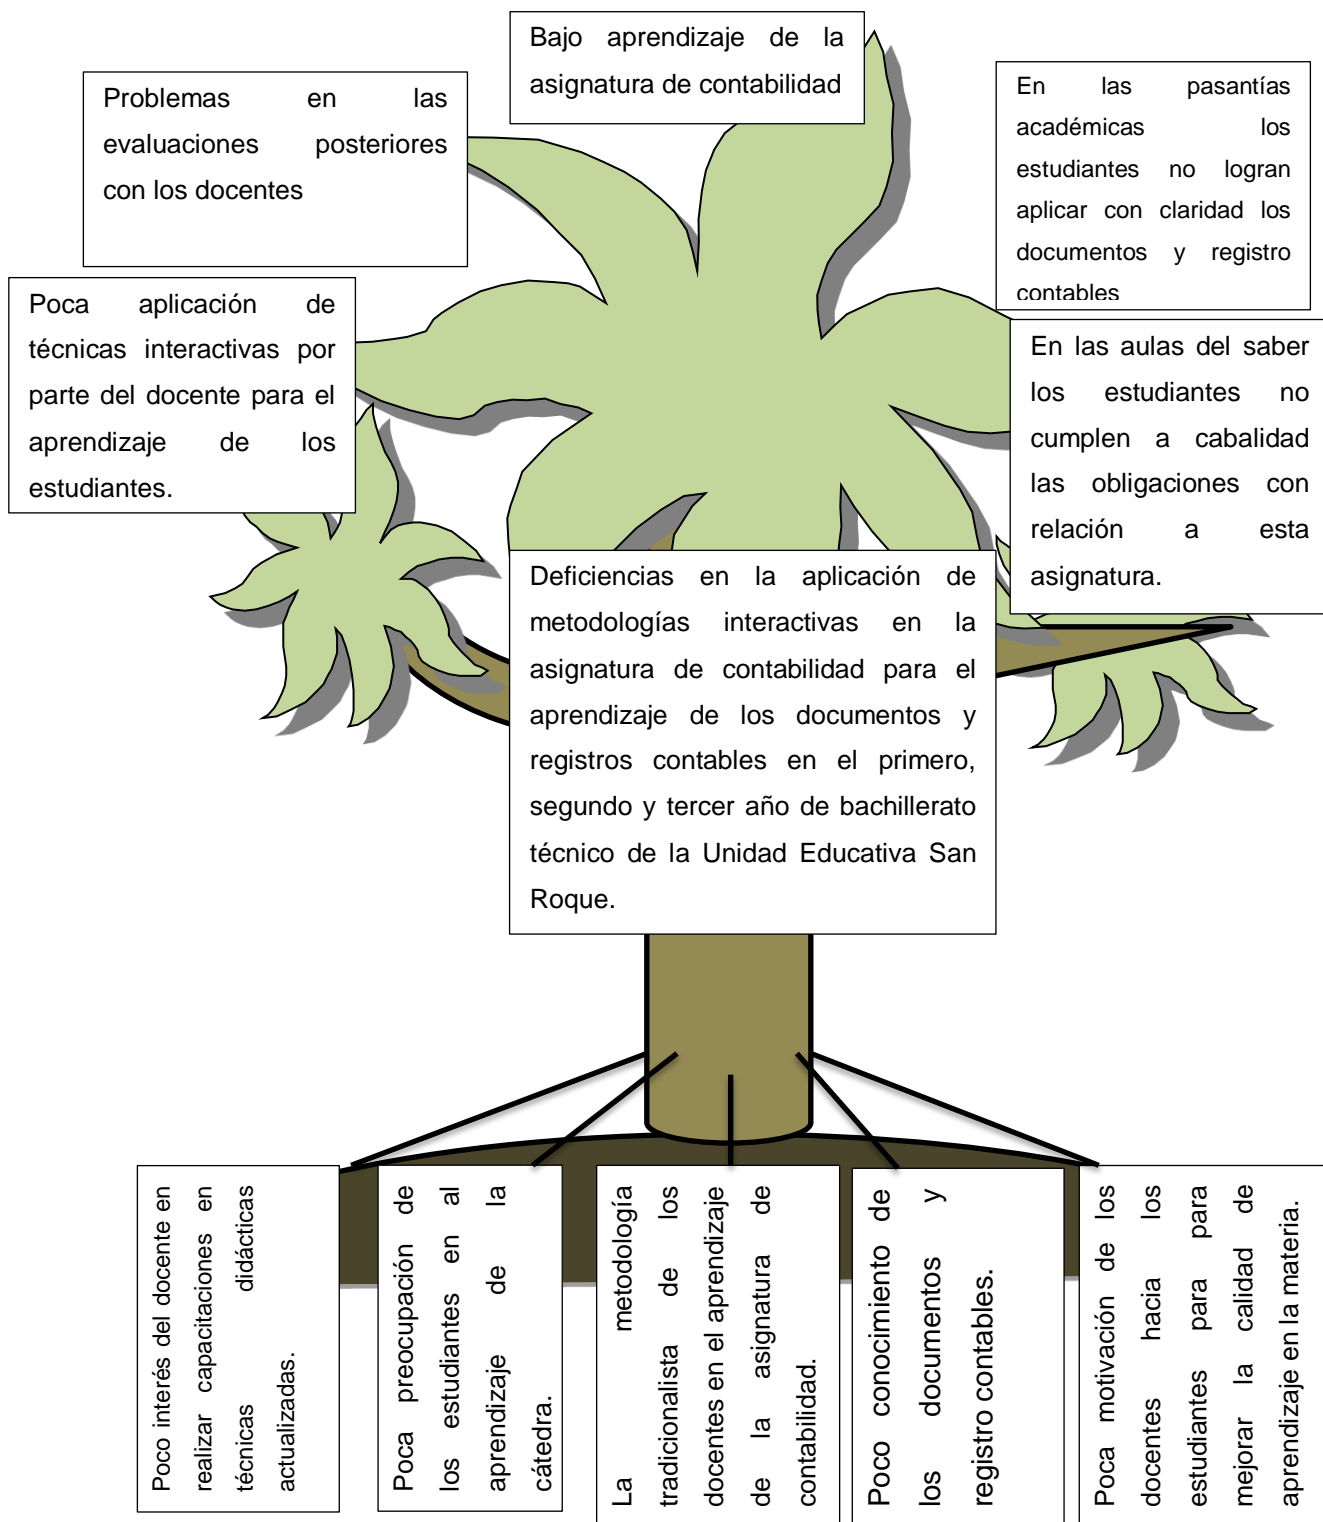 Bajo aprendizaje de la
asignatura de contabilidad
Problemas en las
evaluaciones posteriores
con los docentes
En las pasantías
académicas los
estudiantes no logran
aplicar con claridad los
documentos y registro
contables
Poca aplicación de
técnicas interactivas por
parte del docente para el
aprendizaje de los
estudiantes.
En las aulas del saber
los estudiantes no
cumplen a cabalidad
las obligaciones con
relación a esta
asignatura.
Deficiencias en la aplicación de
metodologías interactivas en la
asignatura de contabilidad para el
aprendizaje de los documentos y
registros contables en el primero,
segundo y tercer año de bachillerato
técnico de la Unidad Educativa San
Roque.
Poco interés del docente en
realizar capacitaciones en
técnicas didácticas
actualizadas.
Poca preocupación de
los estudiantes en al
aprendizaje de la
cátedra.
La metodología
tradicionalista de los
docentes en el aprendizaje
de la asignatura de
contabilidad.
Poco conocimiento de
los documentos y
registro contables.
Poca motivación de los
docentes hacia los
estudiantes para para
mejorar la calidad de
aprendizaje en la materia.